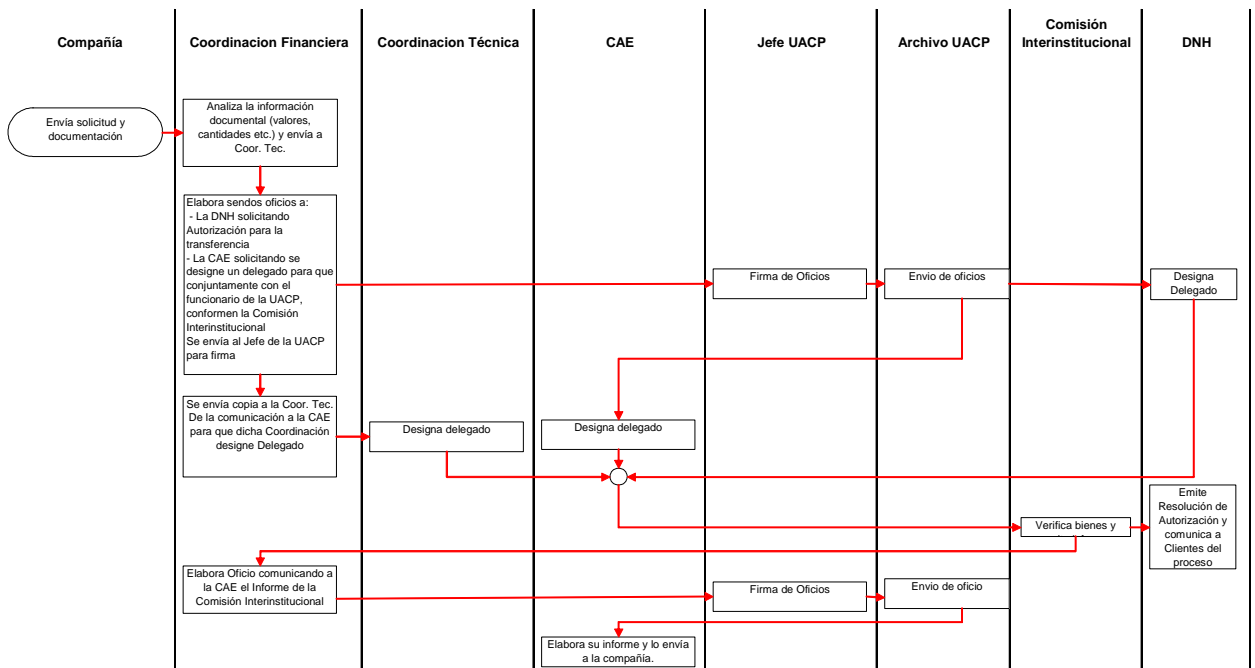 Compañía
Coordinacion Financiera
Coordinacion Técnica
CAE
Jefe UACP
Archivo UACP
Comisión
Interinstitucional
DNH
Envía solicitud y
documentación
Analiza la información
documental (valores,
cantidades etc.) y envía a
Coor. Tec.
Elabora sendos oficios a:
- La DNH solicitando
Autorización para la
transferencia
- La CAE solicitando se
designe un delegado para que
conjuntamente con el
funcionario de la UACP,
conformen la Comisión
Interinstitucional
Se envía al Jefe de la UACP
para firma
Firma de Oficios
Envio de oficios
Designa
Delegado
Se envía copia a la Coor. Tec.
De la comunicación a la CAE
para que dicha Coordinación
designe Delegado
Designa delegado
Designa delegado
Verifica bienes y
Emite
Resolución de
Autorización y
comunica a
Clientes del
proceso
Elabora Oficio comunicando a
la CAE el Informe de la
Comisión Interinstitucional
Firma de Oficios
Envio de oficio
Elabora su informe y lo envía
a la compañía.